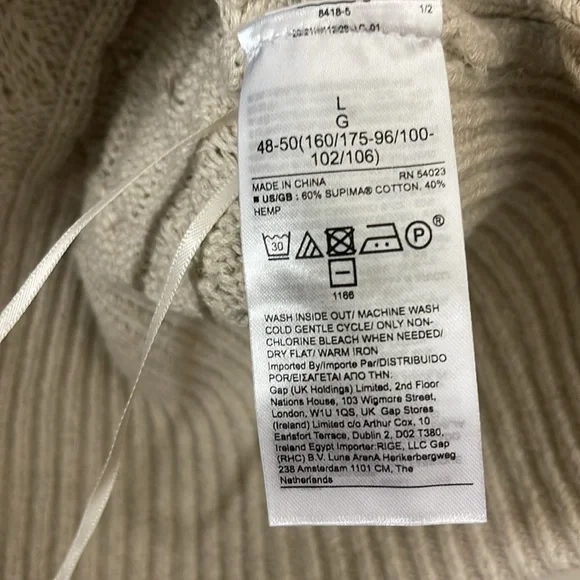 8418-5 1/2
L
G
48-50(160/175-96/100-
102/106)
MADE IN CHINA RN 54023
■ US/GB : 60% SUPIMA® COTTON, 40%
HEMP
30 P ®
1166
WASH INSIDE OUT/ MACHINE WASH
COLD GENTLE CYCLE/ ONLY NON-
CHLORINE BLEACH WHEN NEEDED/
DRY FLAT/ WARM IRON
Imported By/Importe Par/DISTRIBUIDO
POR/ΕΙΣΑΓΕΤΑΙ ΑΠΟ ΤΗΝ:
Gap (UK Holdings) Limited, 2nd Floor
Nations House, 103 Wigmore Street,
London, W1U 1QS, UK Gap Stores
(Ireland) Limited c/o Arthur Cox, 10
Earlsfort Terrace, Dublin 2, D02 T380,
Ireland Egypt Importer:RIGE, LLC Gap
(RHC) B.V. Luna ArenA Herikerbergweg
238 Amsterdam 1101 CM, The
Netherlands